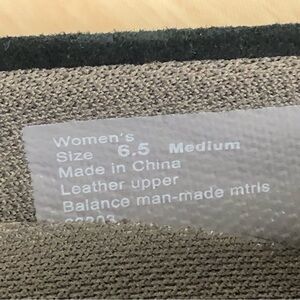 Women's
Size 6.5 Medium
Made in China
Leather upper
Balance man-made mtrls